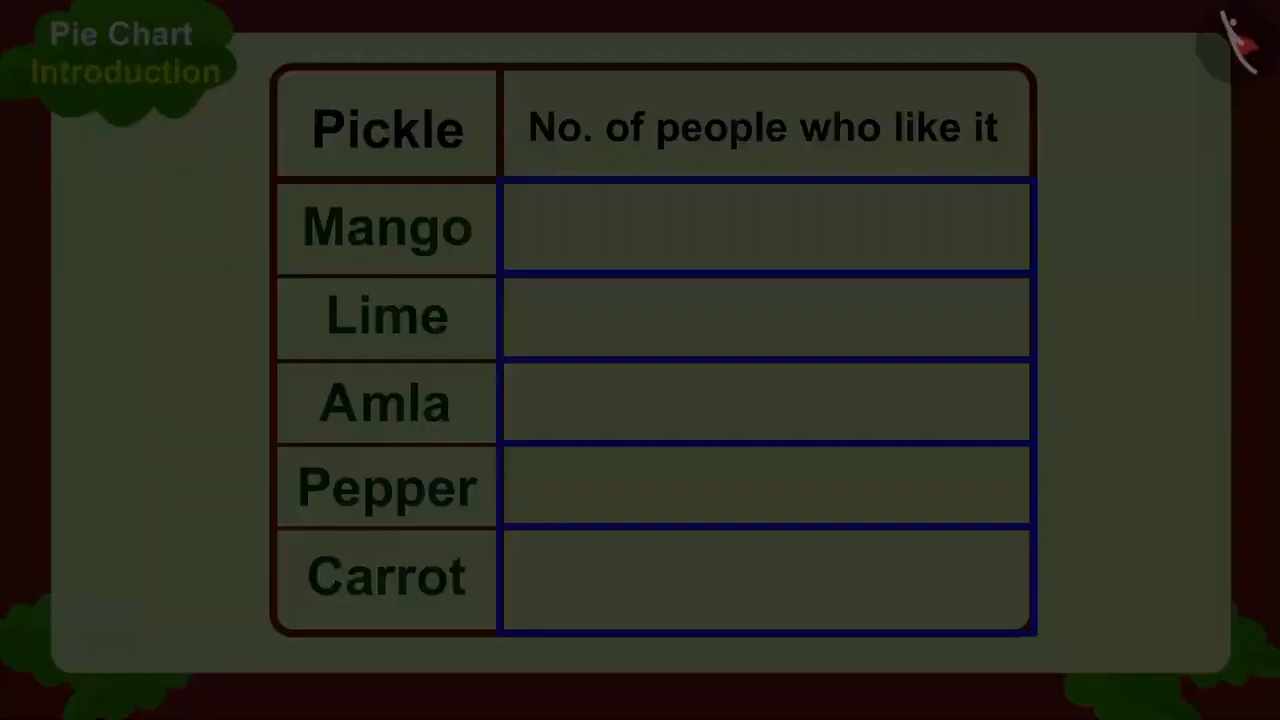 Pie Chart
Introduction
Pickle
No. of people who like it
Mango
Lime
Amla
Pepper
Carrot